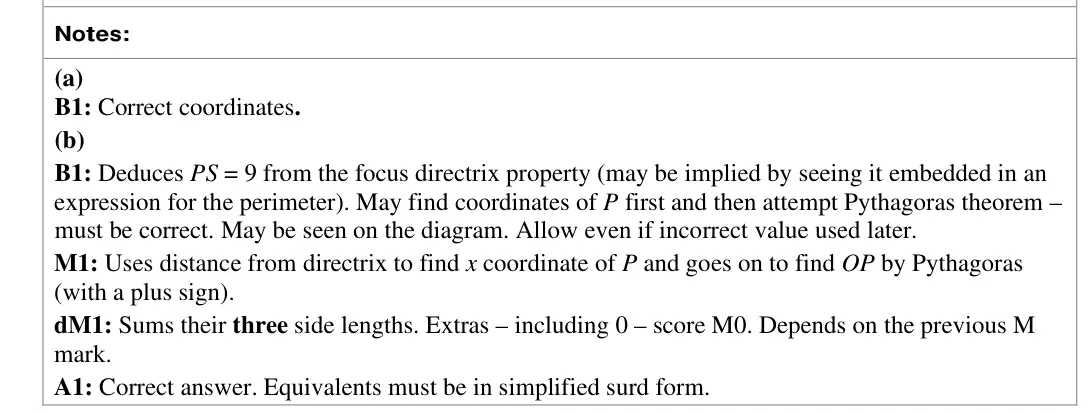 Notes:
(a)
B1: Correct coordinates.
(b)
B1: Deduces PS = 9 from the focus directrix property (may be implied by seeing it embedded in an
expression for the perimeter). May find coordinates of P first and then attempt Pythagoras theorem –
must be correct. May be seen on the diagram. Allow even if incorrect value used later.
M1: Uses distance from directrix to find x coordinate of P and goes on to find OP by Pythagoras
(with a plus sign).
dM1: Sums their three side lengths. Extras – including 0 – score M0. Depends on the previous M
mark.
A1: Correct answer. Equivalents must be in simplified surd form.